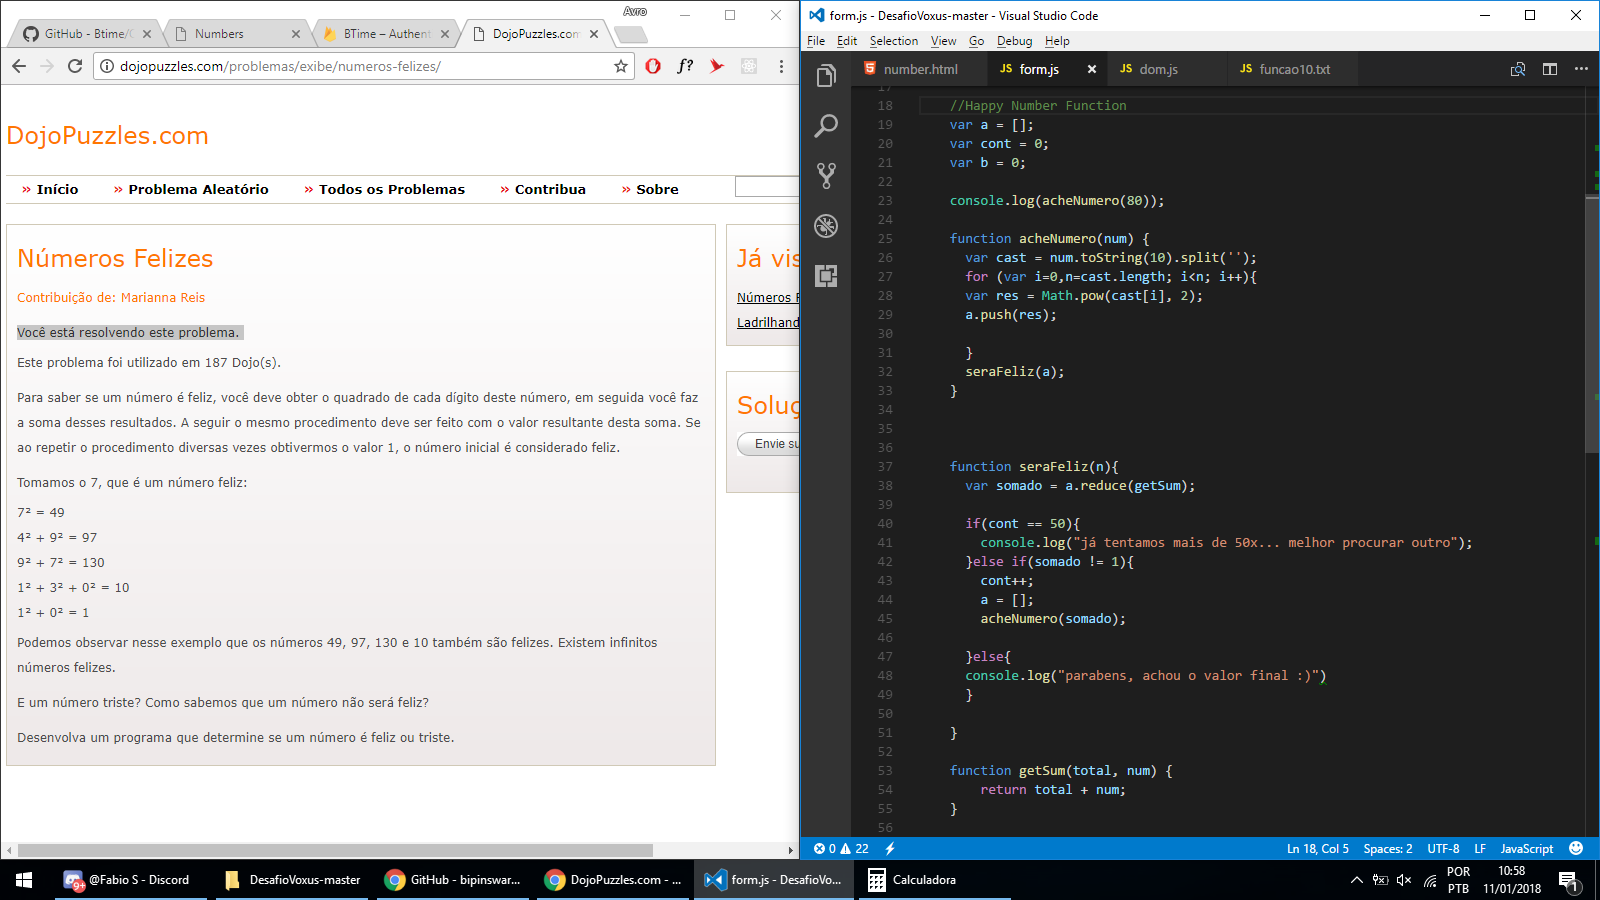 Avro
GitHub - Btime/
Numbers
BTime – Authent
DojoPuzzles.com
dojopuzzles.com/problemas/exibe/numeros-felizes/
f?
DojoPuzzles.com
» Início » Problema Aleatório » Todos os Problemas » Contribua » Sobre
Números Felizes
Contribuição de: Marianna Reis
Você está resolvendo este problema.
Este problema foi utilizado em 187 Dojo(s).
Para saber se um número é feliz, você deve obter o quadrado de cada dígito deste número, em seguida você faz
a soma desses resultados. A seguir o mesmo procedimento deve ser feito com o valor resultante desta soma. Se
ao repetir o procedimento diversas vezes obtivermos o valor 1, o número inicial é considerado feliz.
Tomamos o 7, que é um número feliz:
7² = 49
4² + 9² = 97
9² + 7² = 130
1² + 3² + 0² = 10
1² + 0² = 1
Podemos observar nesse exemplo que os números 49, 97, 130 e 10 também são felizes. Existem infinitos
números felizes.
E um número triste? Como sabemos que um número não será feliz?
Desenvolva um programa que determine se um número é feliz ou triste.
Já vis
Números F
Ladrilhand
Soluç
Envie su
form.js - DesafioVoxus-master - Visual Studio Code
File Edit Selection View Go Debug Help
number.html
JS form.js
JS dom.js
JS funcao10.txt
17
18 //Happy Number Function
19 var a = [];
20 var cont = 0;
21 var b = 0;
22
23 console.log(acheNumero(80));
24
25 function acheNumero(num) {
26 var cast = num.toString(10).split('');
27 for (var i=0,n=cast.length; i<n; i++){
28 var res = Math.pow(cast[i], 2);
29 a.push(res);
30
31 }
32 seraFeliz(a);
33 }
34
35
36
37 function seraFeliz(n){
38 var somado = a.reduce(getSum);
39
40 if(cont == 50){
41 console.log("já tentamos mais de 50x... melhor procurar outro");
42 }else if(somado != 1){
43 cont++;
44 a = [];
45 acheNumero(somado);
46
47 }else{
48 console.log("parabens, achou o valor final :)")
49 }
50
51 }
52
53 function getSum(total, num) {
54 return total + num;
55 }
56
0 22 Ln 18, Col 5 Spaces: 2 UTF-8 LF JavaScript
9+ @Fabio S - Discord
DesafioVoxus-master
GitHub - bipinswar...
DojoPuzzles.com - ...
form.js - DesafioVo...
Calculadora
POR
PTB
10:58
11/01/2018
1